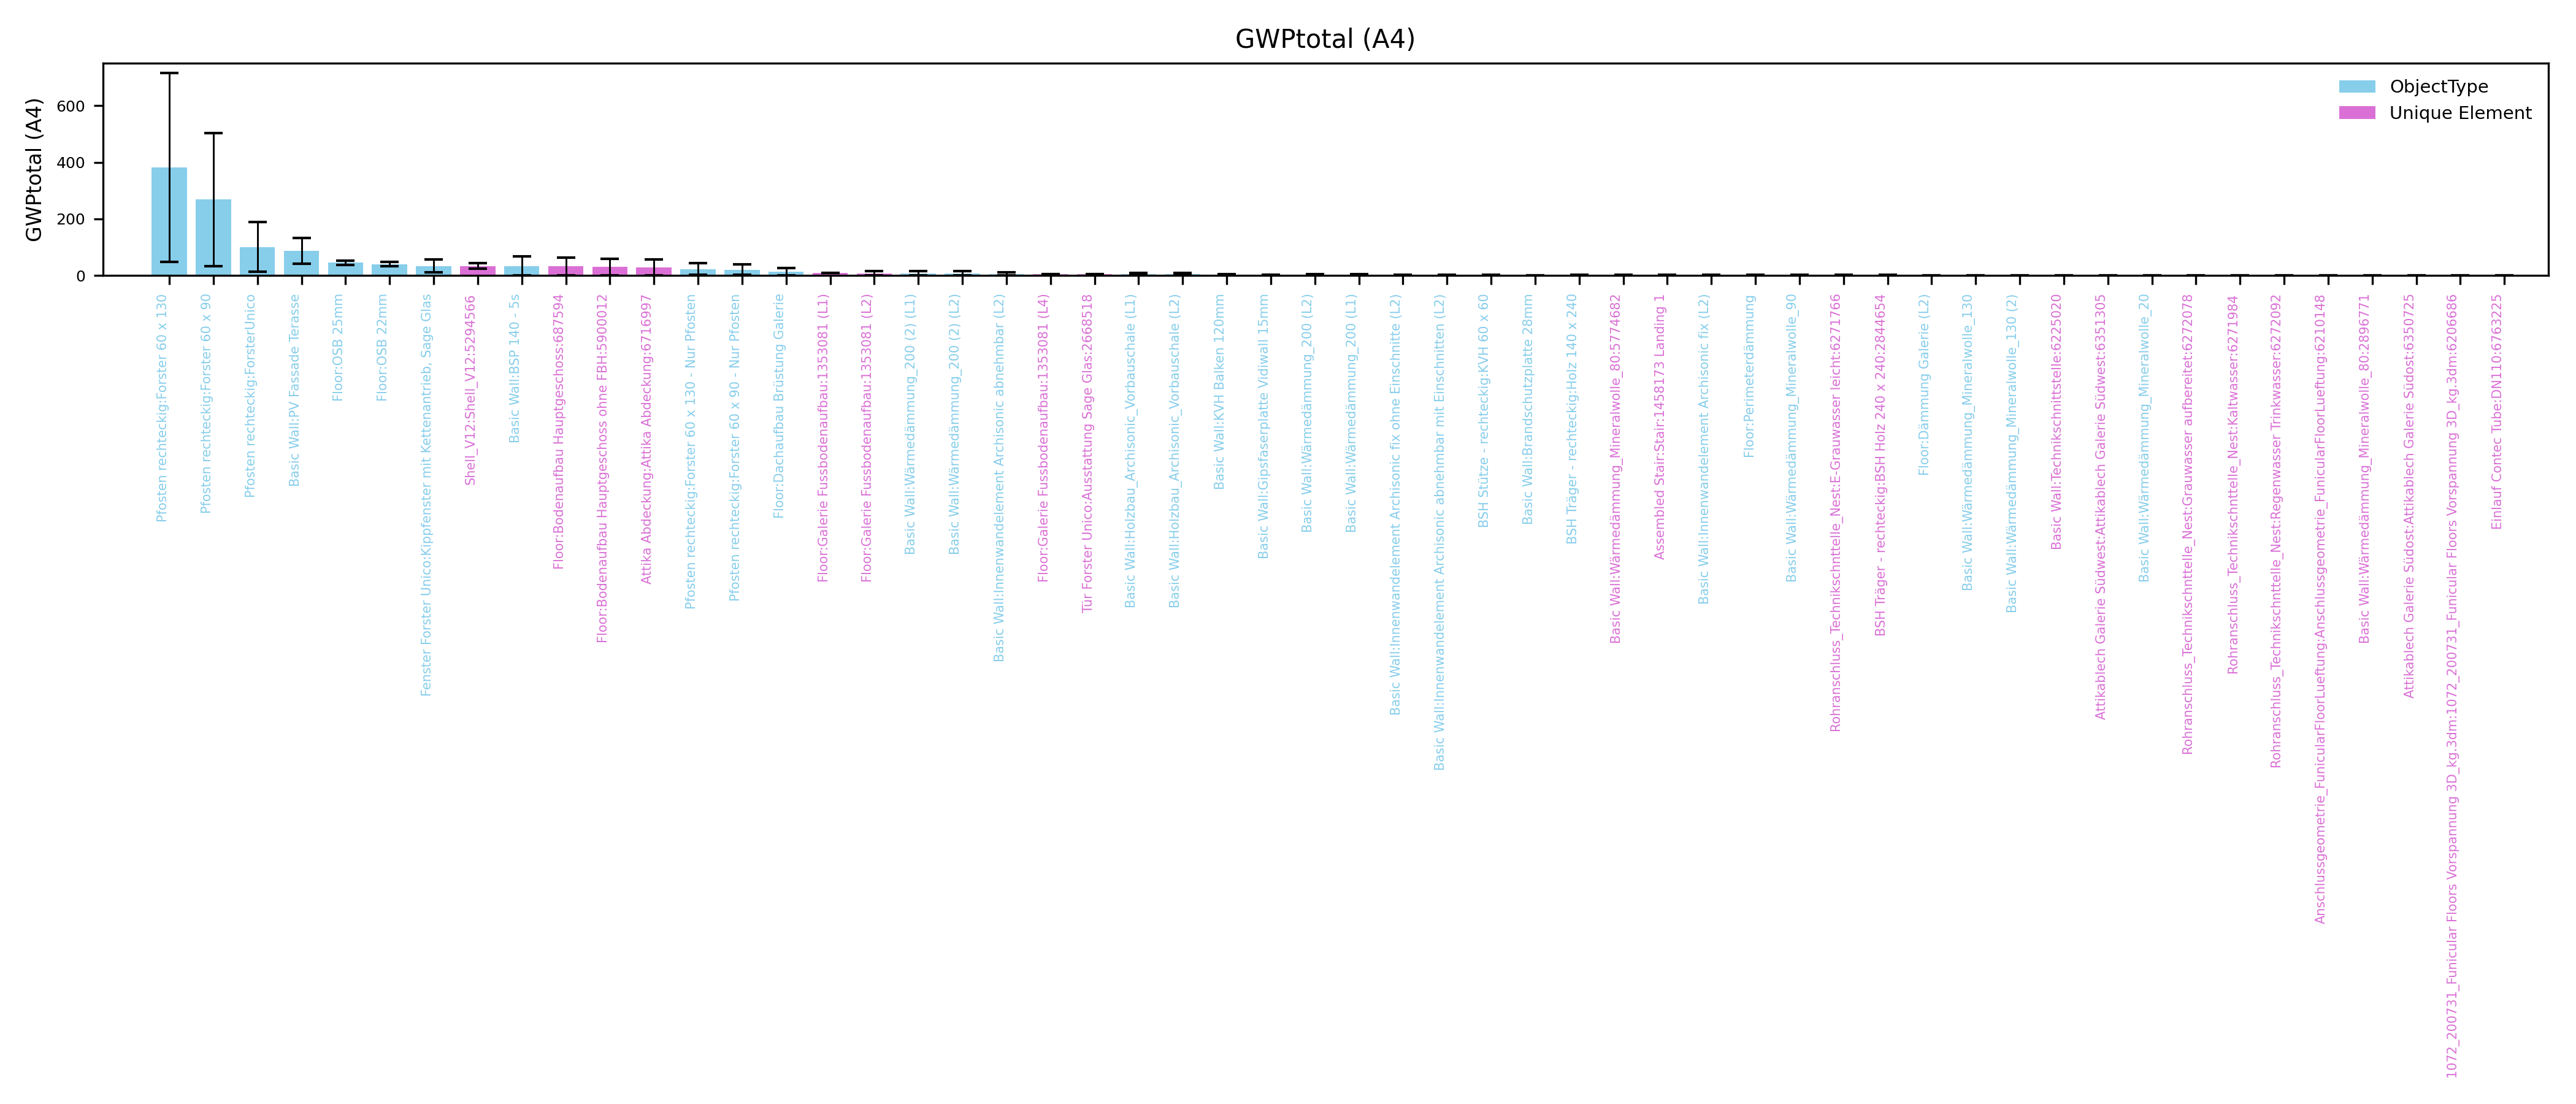 GWPtotal (A4)
GWPtotal (A4)
600
400
200
0
ObjectType
Unique Element
Pfosten rechteckig:Forster 60 x 130
Pfosten rechteckig:Forster 60 x 90
Pfosten rechteckig:ForsterUnico
Basic Wall:PV Fassade Terasse
Floor:OSB 25mm
Floor:OSB 22mm
Fenster Forster Unico:Kippfenster mit Kettenantrieb, Sage Glas
Shell_V12:Shell_V12:5294566
Basic Wall:BSP 140 - 5s
Floor:Bodenaufbau Hauptgeschoss:687594
Floor:Bodenaufbau Hauptgeschoss ohne FBH:5900012
Attika Abdeckung:Attika Abdeckung:6716997
Pfosten rechteckig:Forster 60 x 130 - Nur Pfosten
Pfosten rechteckig:Forster 60 x 90 - Nur Pfosten
Floor:Dachaufbau Brüstung Galerie
Floor:Galerie Fussbodenaufbau:1353081 (L1)
Floor:Galerie Fussbodenaufbau:1353081 (L2)
Basic Wall:Wärmedämmung_200 (2) (L1)
Basic Wall:Wärmedämmung_200 (2) (L2)
Basic Wall:Innenwandelement Archisonic abnehmbar (L2)
Floor:Galerie Fussbodenaufbau:1353081 (L4)
Tür Forster Unico:Ausstattung Sage Glas:2668518
Basic Wall:Holzbau_Archisonic_Vorbauschale (L1)
Basic Wall:Holzbau_Archisonic_Vorbauschale (L2)
Basic Wall:KVH Balken 120mm
Basic Wall:Gipsfaserplatte Vidiwall 15mm
Basic Wall:Wärmedämmung_200 (L2)
Basic Wall:Wärmedämmung_200 (L1)
Basic Wall:Innenwandelement Archisonic fix ohne Einschnitte (L2)
Basic Wall:Innenwandelement Archisonic abnehmbar mit Einschnitten (L2)
BSH Stütze - rechteckig:KVH 60 x 60
Basic Wall:Brandschutzplatte 28mm
BSH Träger - rechteckig:Holz 140 x 240
Basic Wall:Wärmedämmung_Mineralwolle_80:5774682
Assembled Stair:Stair:1458173 Landing 1
Basic Wall:Innenwandelement Archisonic fix (L2)
Floor:Perimeterdämmung
Basic Wall:Wärmedämmung_Mineralwolle_90
Rohranschluss_Technikschnttelle_Nest:E-Grauwasser leicht:6271766
BSH Träger - rechteckig:BSH Holz 240 x 240:2844654
Floor:Dämmung Galerie (L2)
Basic Wall:Wärmedämmung_Mineralwolle_130
Basic Wall:Wärmedämmung_Mineralwolle_130 (2)
Basic Wall:Technikschnittstelle:6225020
Attikablech Galerie Südwest:Attikablech Galerie Südwest:6351305
Basic Wall:Wärmedämmung_Mineralwolle_20
Rohranschluss_Technikschnttelle_Nest:Grauwasser aufbereitet:6272078
Rohranschluss_Technikschnttelle_Nest:Kaltwasser:6271984
Rohranschluss_Technikschnttelle_Nest:Regenwasser Trinkwasser:6272092
Anschlussgeometrie_FunicularFloorLueftung:Anschlussgeometrie_FunicularFloorLueftung:6210148
Basic Wall:Wärmedämmung_Mineralwolle_80:2896771
Attikablech Galerie Südost:Attikablech Galerie Südost:6350725
1072_200731_Funicular Floors Vorspannung 3D_kg.3dm:1072_200731_Funicular Floors Vorspannung 3D_kg.3dm:6206686
Einlauf Contec Tube:DN110:6763225